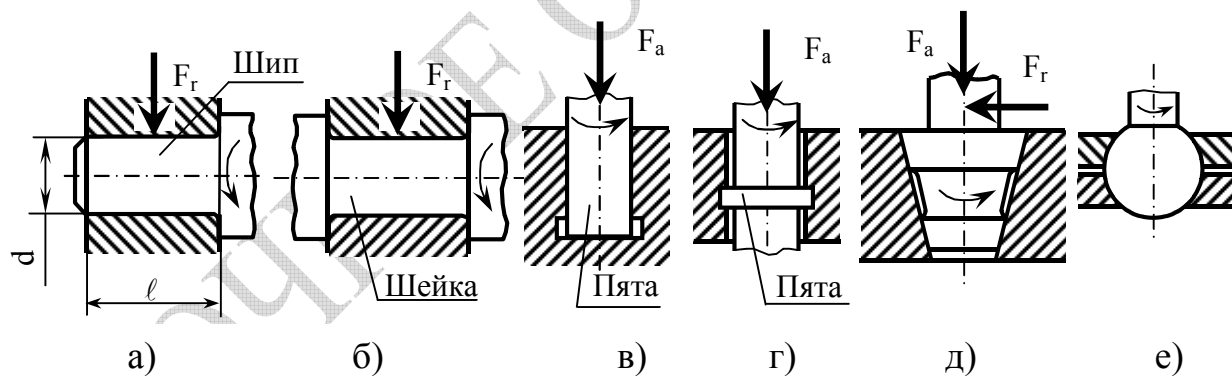 F_r
Шип
d
ℓ
а)
F_r
Шейка
б)
F_a
Пята
в)
F_a
Пята
г)
F_a
F_r
д)
е)